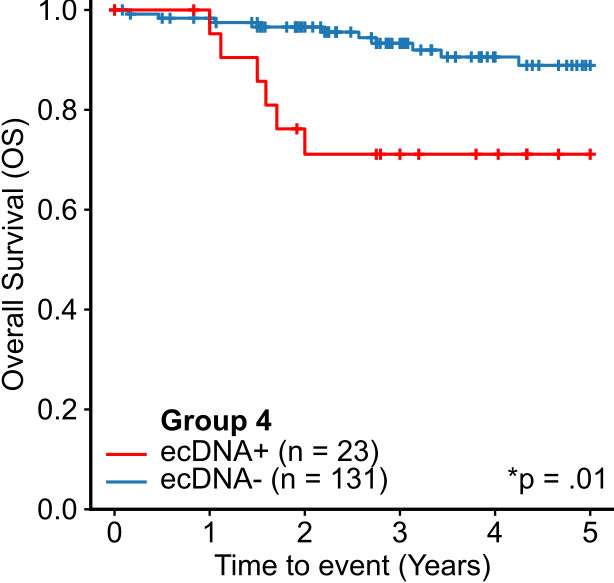 Overall Survival (OS)
1.0
0.8
0.6
0.4
0.2
0.0
Group 4
ecDNA+ (n = 23)
ecDNA- (n = 131)
*p = .01
0 1 2 3 4 5
Time to event (Years)